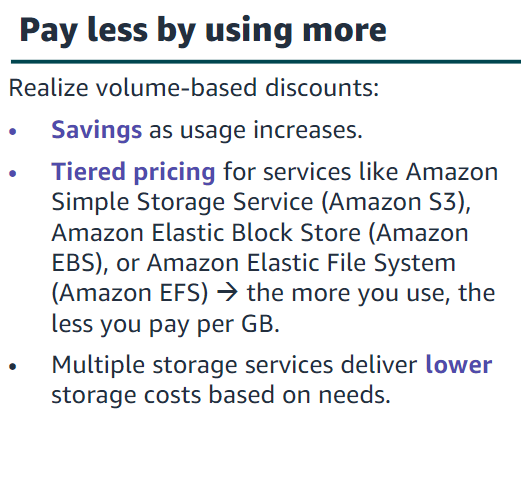 Pay less by using more
Realize volume-based discounts:
• Savings as usage increases.
• Tiered pricing for services like Amazon
Simple Storage Service (Amazon S3),
Amazon Elastic Block Store (Amazon
EBS), or Amazon Elastic File System
(Amazon EFS) → the more you use, the
less you pay per GB.
• Multiple storage services deliver lower
storage costs based on needs.